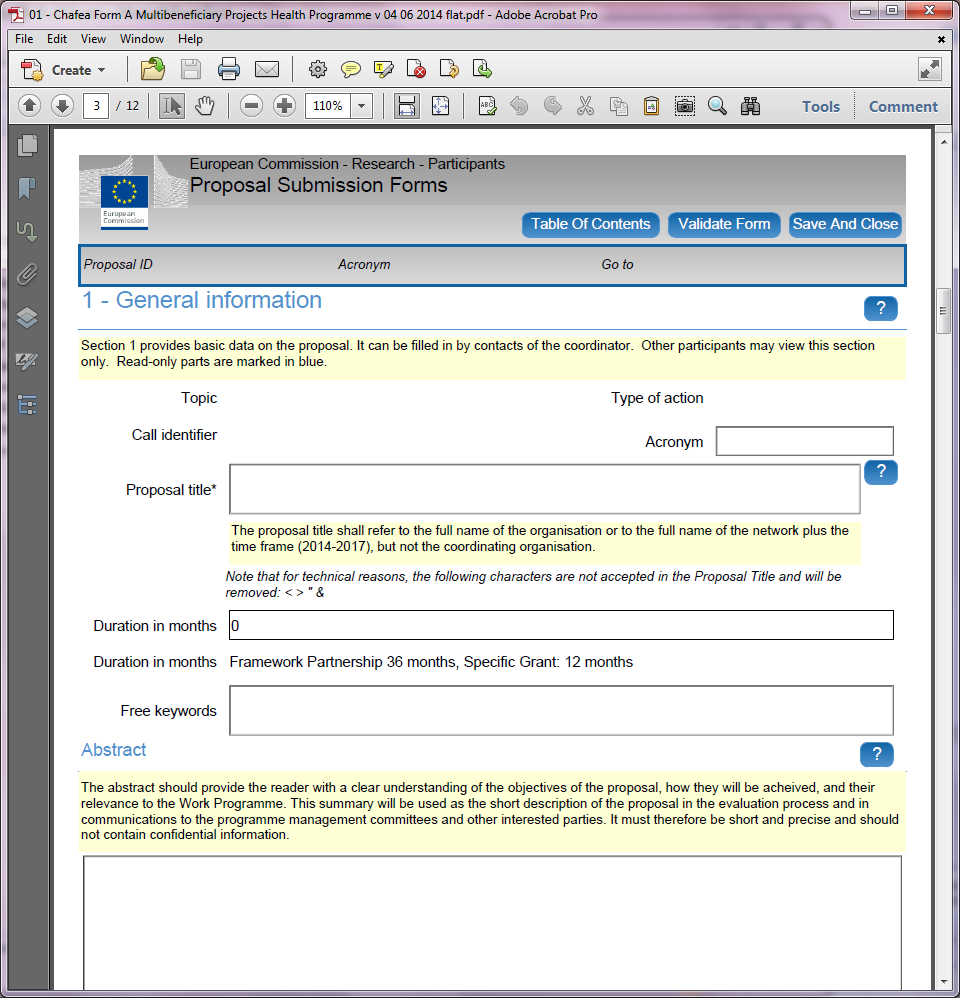 01 - Chafea Form A Multibeneficiary Projects Health Programme v 04 06 2014 flat.pdf - Adobe Acrobat Pro
File Edit View Window Help
Create
3 / 12 110% Tools Comment
European Commission - Research - Participants
Proposal Submission Forms
European
Commission
Table Of Contents Validate Form Save And Close
Proposal ID Acronym Go to
1 - General information ?
Section 1 provides basic data on the proposal. It can be filled in by contacts of the coordinator. Other participants may view this section
only. Read-only parts are marked in blue.
Topic Type of action
Call identifier Acronym
Proposal title* ?
The proposal title shall refer to the full name of the organisation or to the full name of the network plus the
time frame (2014-2017), but not the coordinating organisation.
Note that for technical reasons, the following characters are not accepted in the Proposal Title and will be
removed: < > " &
Duration in months 0
Duration in months Framework Partnership 36 months, Specific Grant: 12 months
Free keywords
Abstract ?
The abstract should provide the reader with a clear understanding of the objectives of the proposal, how they will be acheived, and their
relevance to the Work Programme. This summary will be used as the short description of the proposal in the evaluation process and in
communications to the programme management committees and other interested parties. It must therefore be short and precise and should
not contain confidential information.